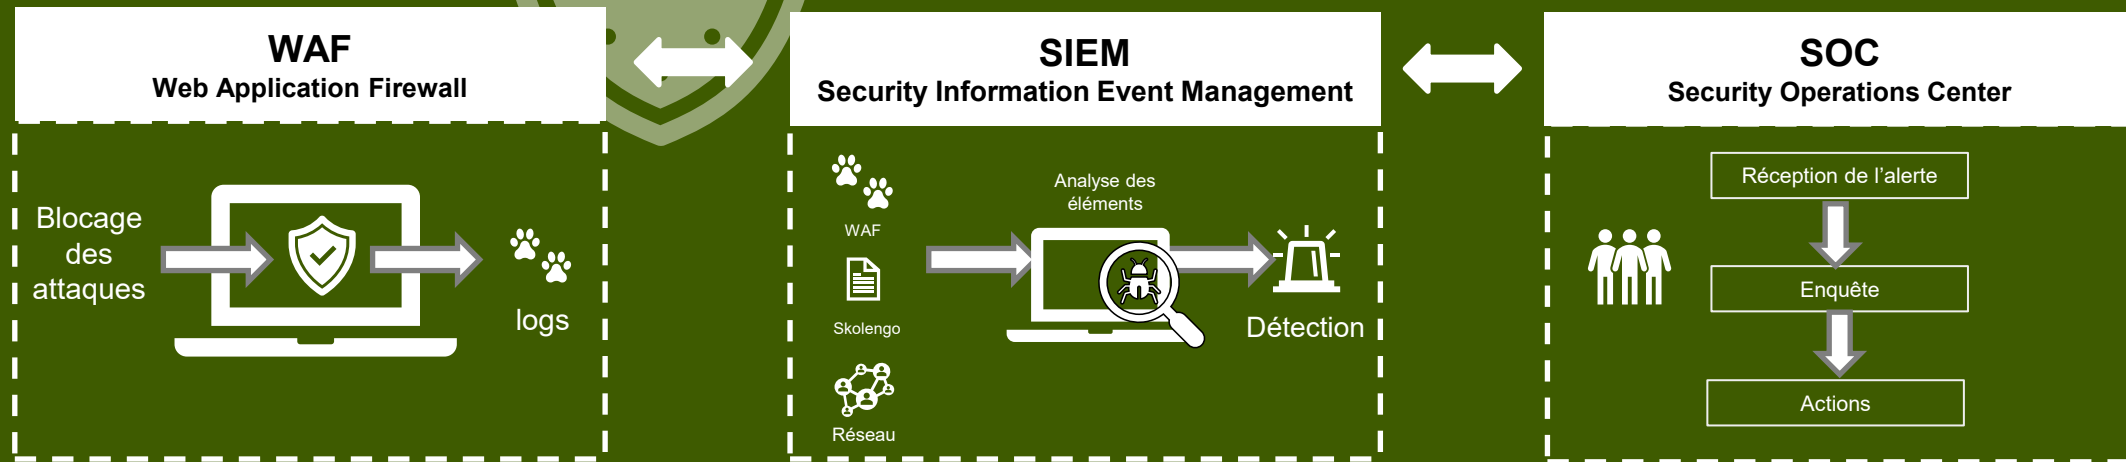 WAF
Web Application Firewall
Blocage
des
attaques
logs
SIEM
Security Information Event Management
WAF
Skolengo
Réseau
Analyse des
éléments
Détection
SOC
Security Operations Center
Réception de l'alerte
Enquête
Actions